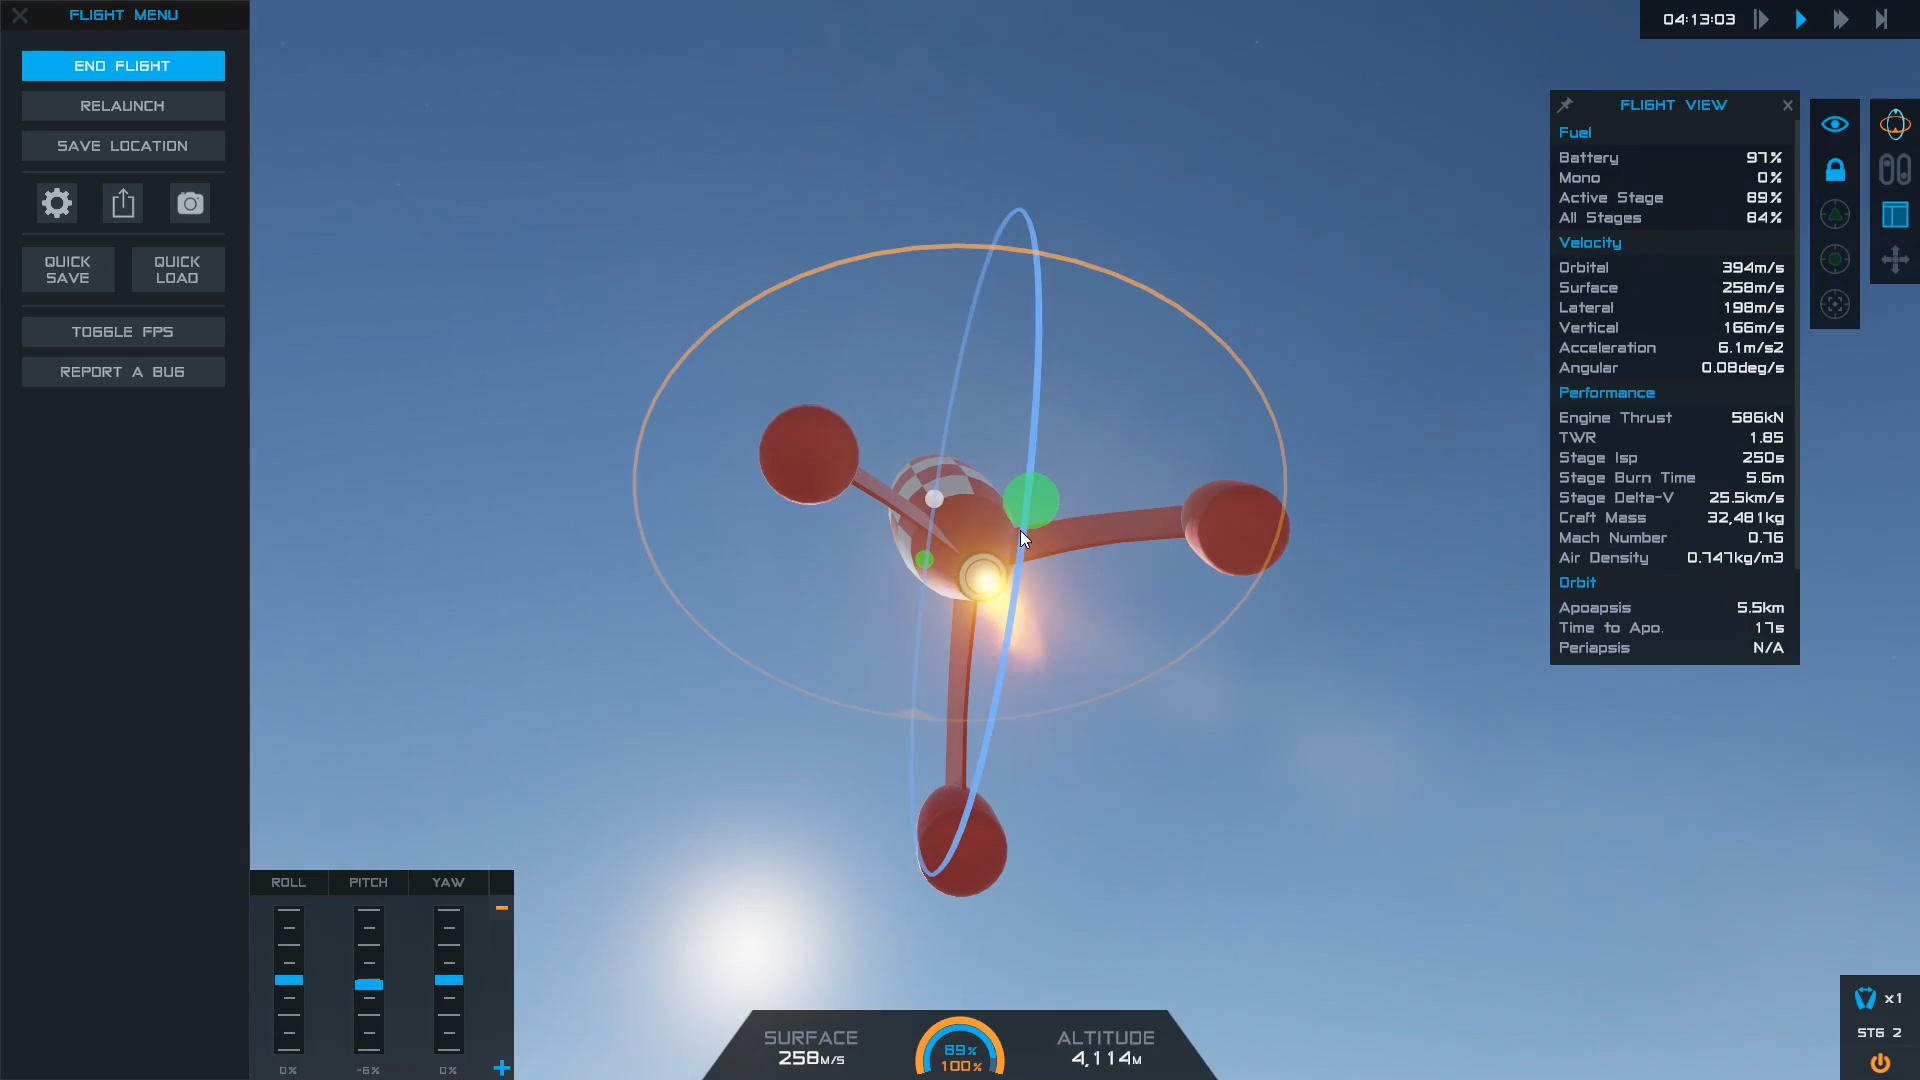 FLIGHT MENU
END FLIGHT
RELAUNCH
SAVE LOCATION
QUICK SAVE
QUICK LOAD
TOGGLE FPS
REPORT A BUG
04:13:03
FLIGHT VIEW
Fuel
Battery 97%
Mono 0%
Active Stage 89%
All Stages 84%
Velocity
Orbital 394m/s
Surface 258m/s
Lateral 198m/s
Vertical 166m/s
Acceleration 6.1m/s2
Angular 0.08deg/s
Performance
Engine Thrust 586kN
TWR 1.85
Stage Isp 250s
Stage Burn Time 5.6m
Stage Delta-V 25.5km/s
Craft Mass 32,481kg
Mach Number 0.76
Air Density 0.747kg/m3
Orbit
Apoapsis 5.5km
Time to Apo. 17s
Periapsis N/A
ROLL PITCH YAW
0% -6% 0%
SURFACE
258M/S
89%
100%
ALTITUDE
4,114M
x1
STG 2